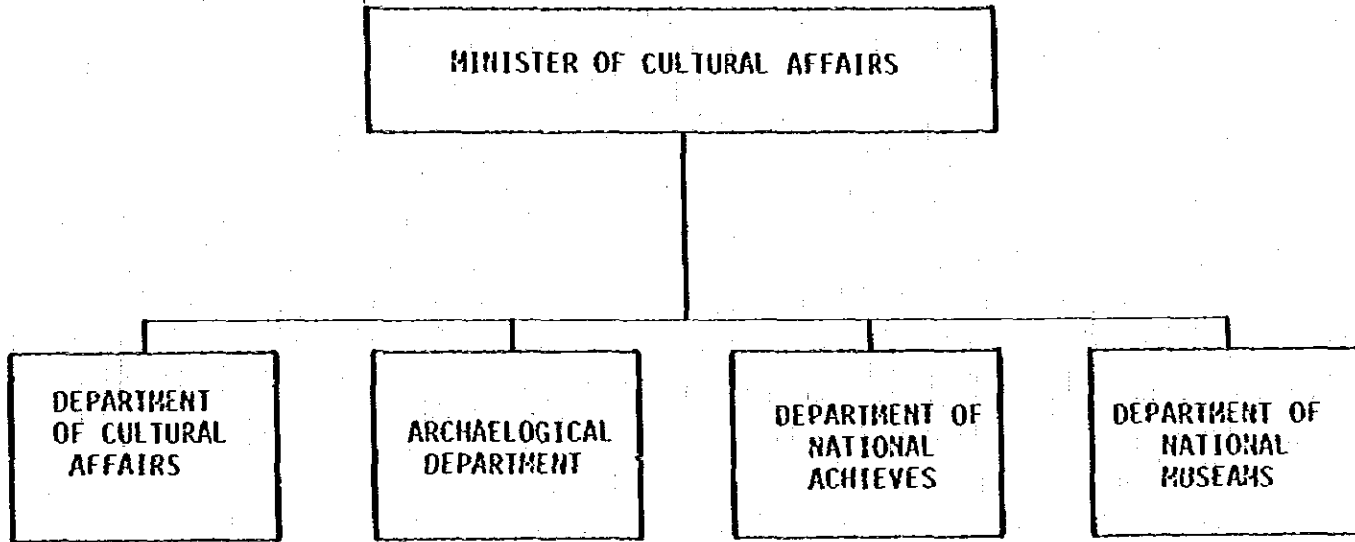 MINISTER OF CULTURAL AFFAIRS
DEPARTMENT
OF CULTURAL
AFFAIRS
ARCHAELOGICAL
DEPARTMENT
DEPARTMENT OF
NATIONAL
ACHIEVES
DEPARTMENT OF
NATIONAL
MUSEAMS